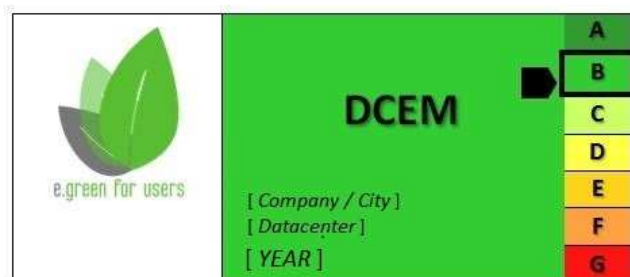 e.green for users
DCEM
[ Company / City ]
[ Datacenter ]
[ YEAR ]
A
B
C
D
E
F
G